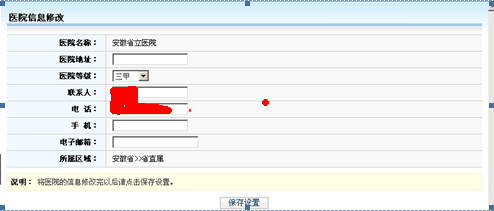 医院信息修改
医院名称： 安徽省立医院
医院地址：
医院等级： 三甲
联系人：
电 话： *
手 机：
电子邮箱：
所属区域： 安徽省>>省直属
说明： 将医院的信息修改完以后请点击保存设置。
保存设置